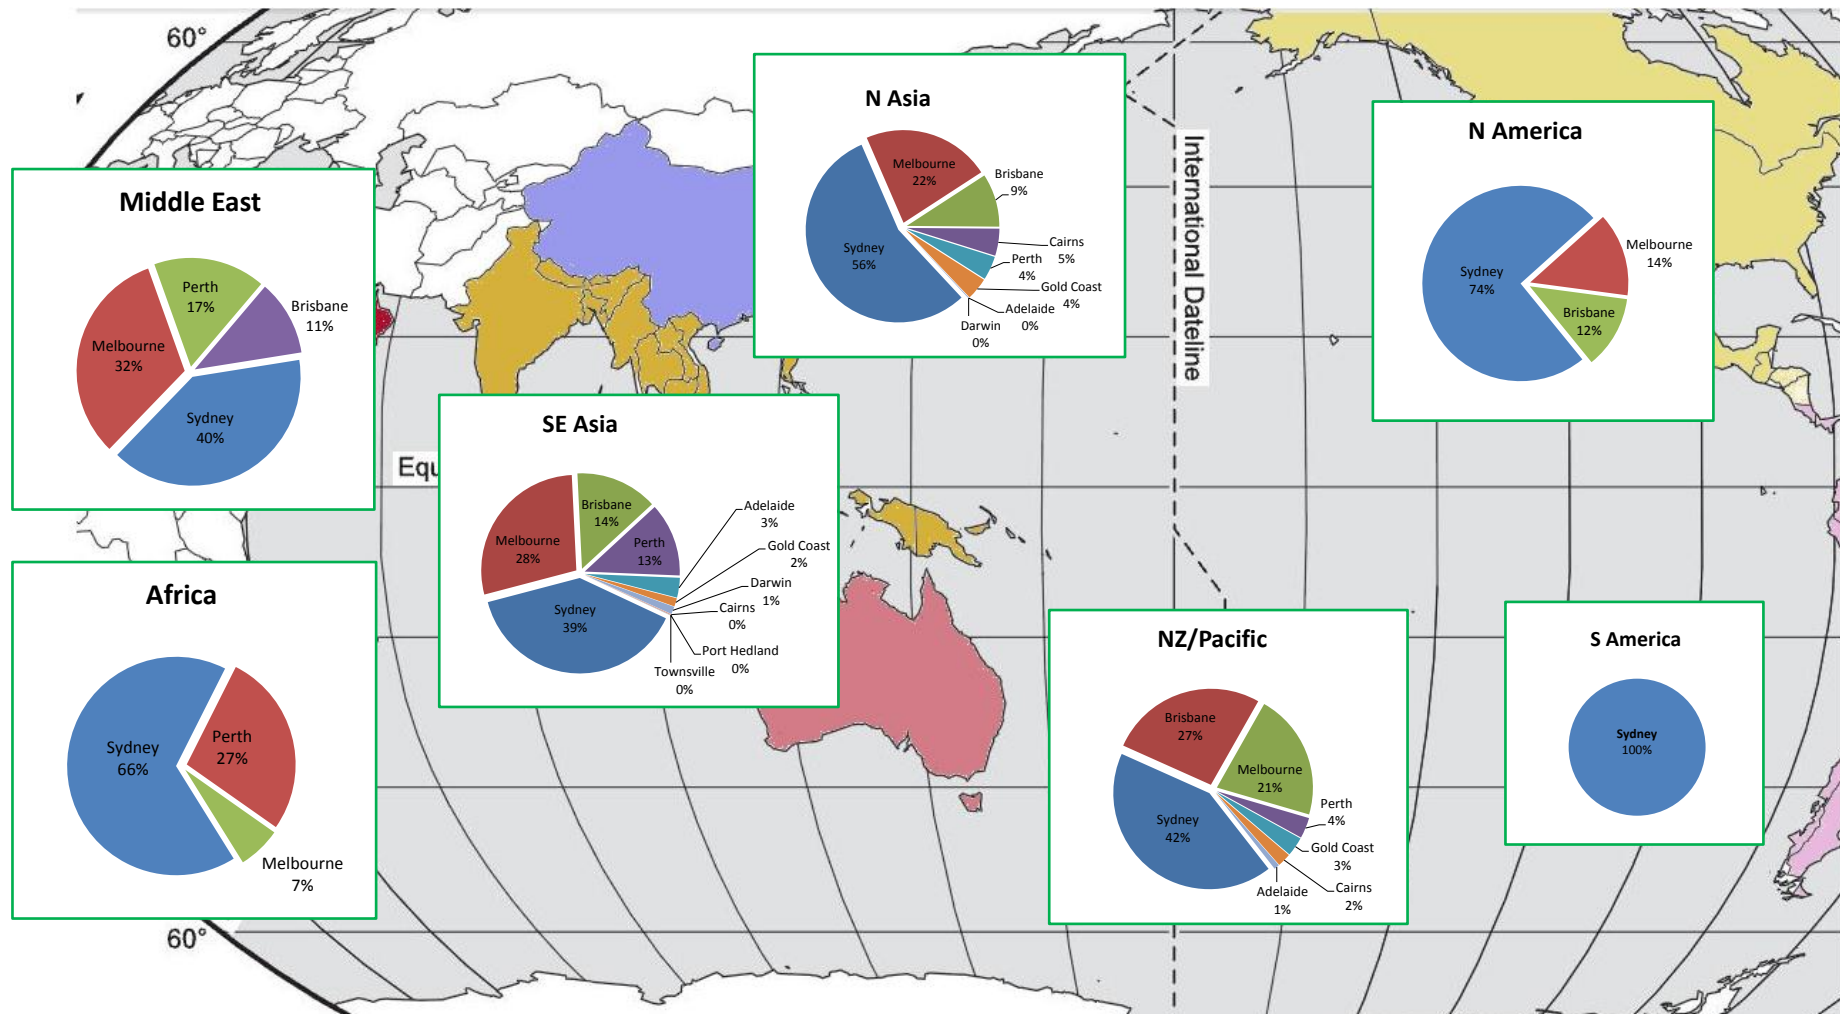 60°
N Asia
Melbourne
22%
Brisbane
9%
Sydney
56%
Cairns
5%
Perth
4%
Gold Coast
4%
Adelaide
0%
Darwin
0%
International Dateline
N America
Sydney
74%
Melbourne
14%
Brisbane
12%
Middle East
Perth
17%
Brisbane
11%
Melbourne
32%
Sydney
40%
Equ
SE Asia
Brisbane
14%
Melbourne
28%
Perth
13%
Adelaide
3%
Gold Coast
2%
Darwin
1%
Cairns
0%
Port Hedland
0%
Townsville
0%
Sydney
39%
Africa
Sydney
66%
Perth
27%
Melbourne
7%
NZ/Pacific
Brisbane
27%
Melbourne
21%
Sydney
42%
Perth
4%
Gold Coast
3%
Cairns
2%
Adelaide
1%
S America
Sydney
100%
60°